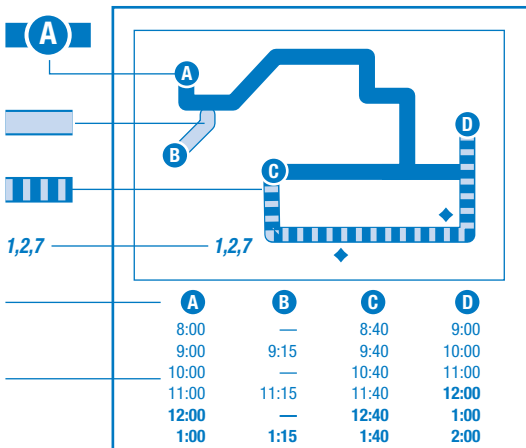 A
A
D
B
C
1,2,7 1,2,7
A B C D
8:00 — 8:40 9:00
9:00 9:15 9:40 10:00
10:00 — 10:40 11:00
11:00 11:15 11:40 12:00
12:00 — 12:40 1:00
1:00 1:15 1:40 2:00